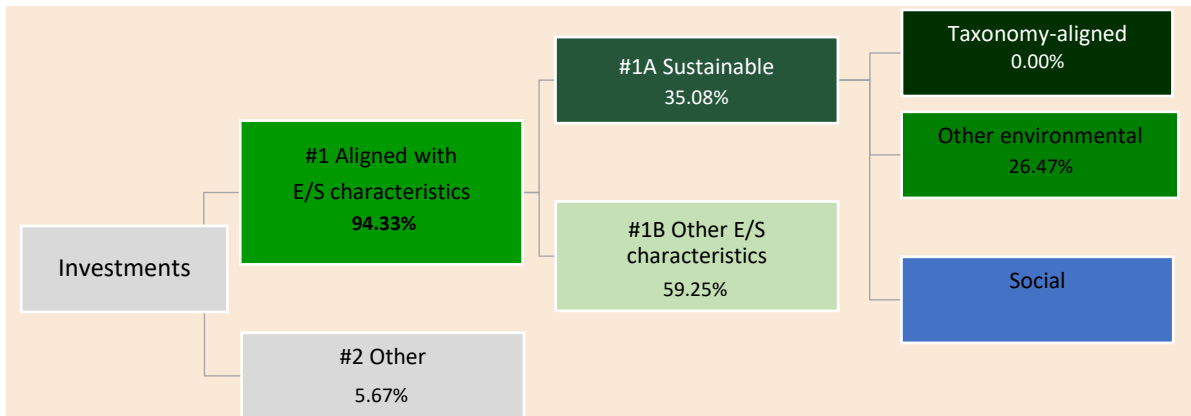 Investments
#1 Aligned with
E/S characteristics
94.33%
#2 Other
5.67%
#1A Sustainable
35.08%
#1B Other E/S
characteristics
59.25%
Taxonomy-aligned
0.00%
Other environmental
26.47%
Social